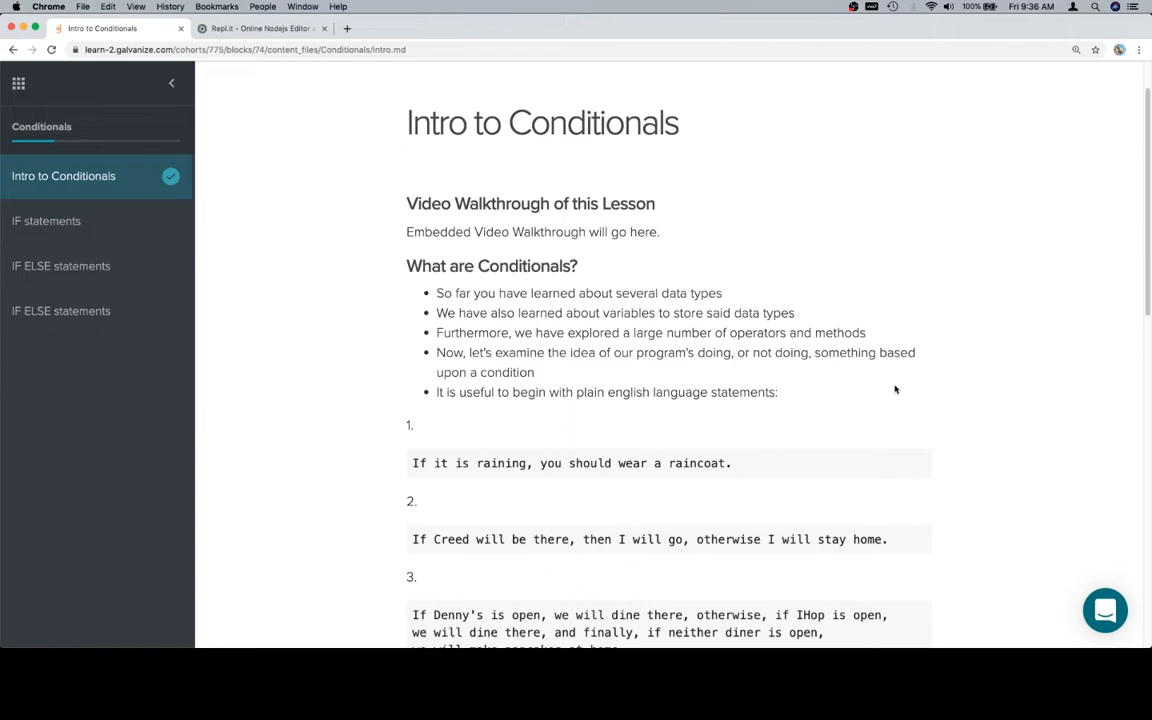 Chrome File Edit View History Bookmarks People Window Help 100% Fri 9:36 AM
Intro to Conditionals
Repl.it - Online Nodejs Editor
learn-2.galvanize.com/cohorts/775/blocks/74/content_files/Conditionals/intro.md
Conditionals
Intro to Conditionals
IF statements
IF ELSE statements
IF ELSE statements
Intro to Conditionals
Video Walkthrough of this Lesson
Embedded Video Walkthrough will go here.
What are Conditionals?
• So far you have learned about several data types
• We have also learned about variables to store said data types
• Furthermore, we have explored a large number of operators and methods
• Now, let's examine the idea of our program's doing, or not doing, something based
upon a condition
• It is useful to begin with plain english language statements:
1.
If it is raining, you should wear a raincoat.
2.
If Creed will be there, then I will go, otherwise I will stay home.
3.
If Denny's is open, we will dine there, otherwise, if IHop is open,
we will dine there, and finally, if neither diner is open,